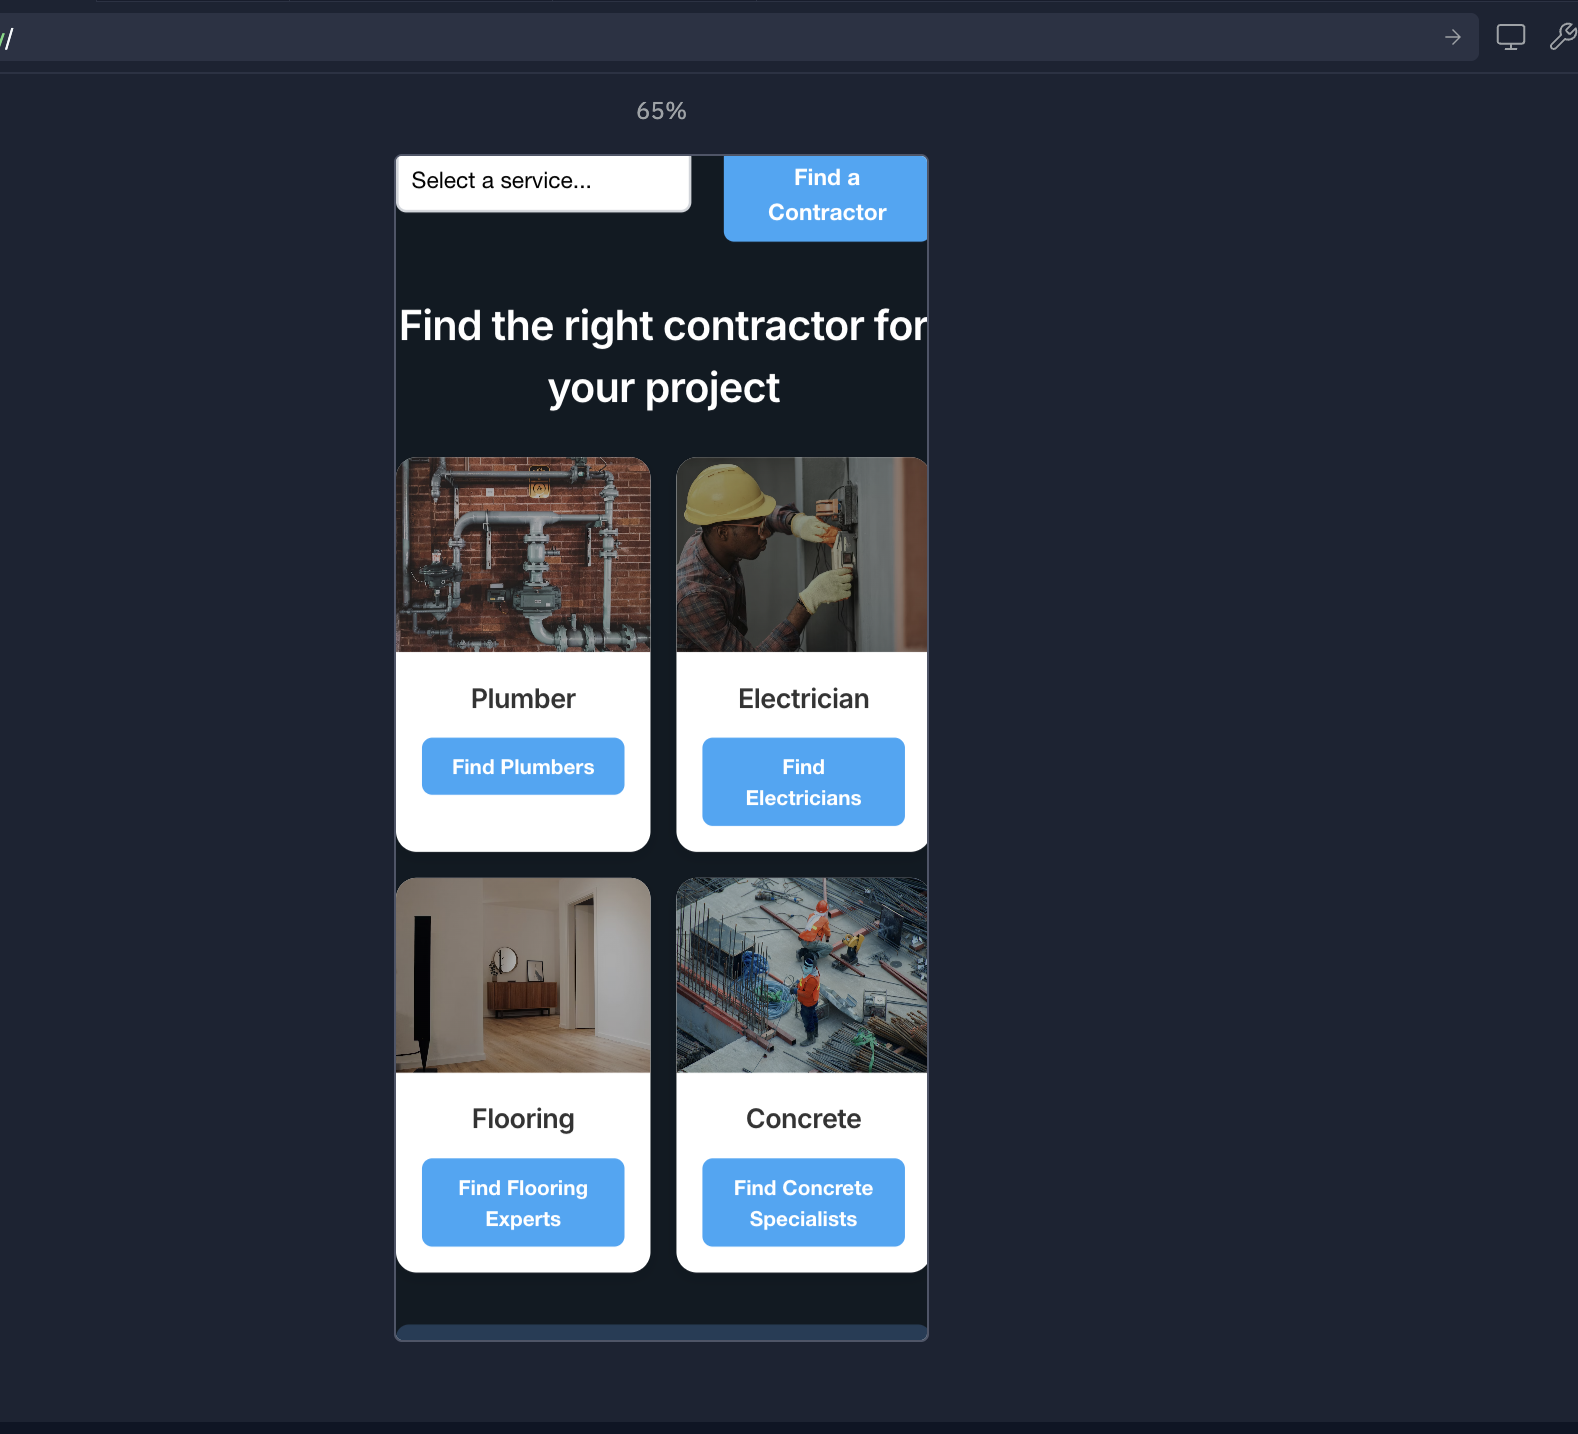 /
65%
Select a service...
Find a
Contractor
Find the right contractor for
your project
Plumber
Electrician
Find Plumbers
Find
Electricians
Flooring
Concrete
Find Flooring
Experts
Find Concrete
Specialists